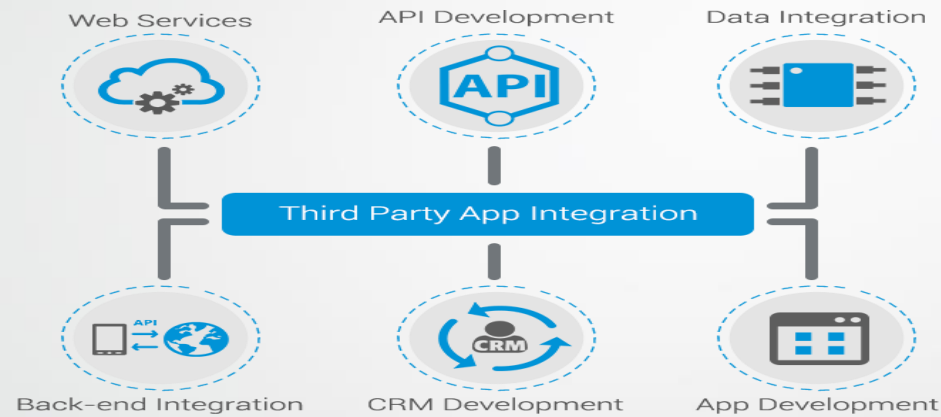 Web Services
API Development
Data Integration
API
Third Party App Integration
API
CRM
Back-end Integration
CRM Development
App Development